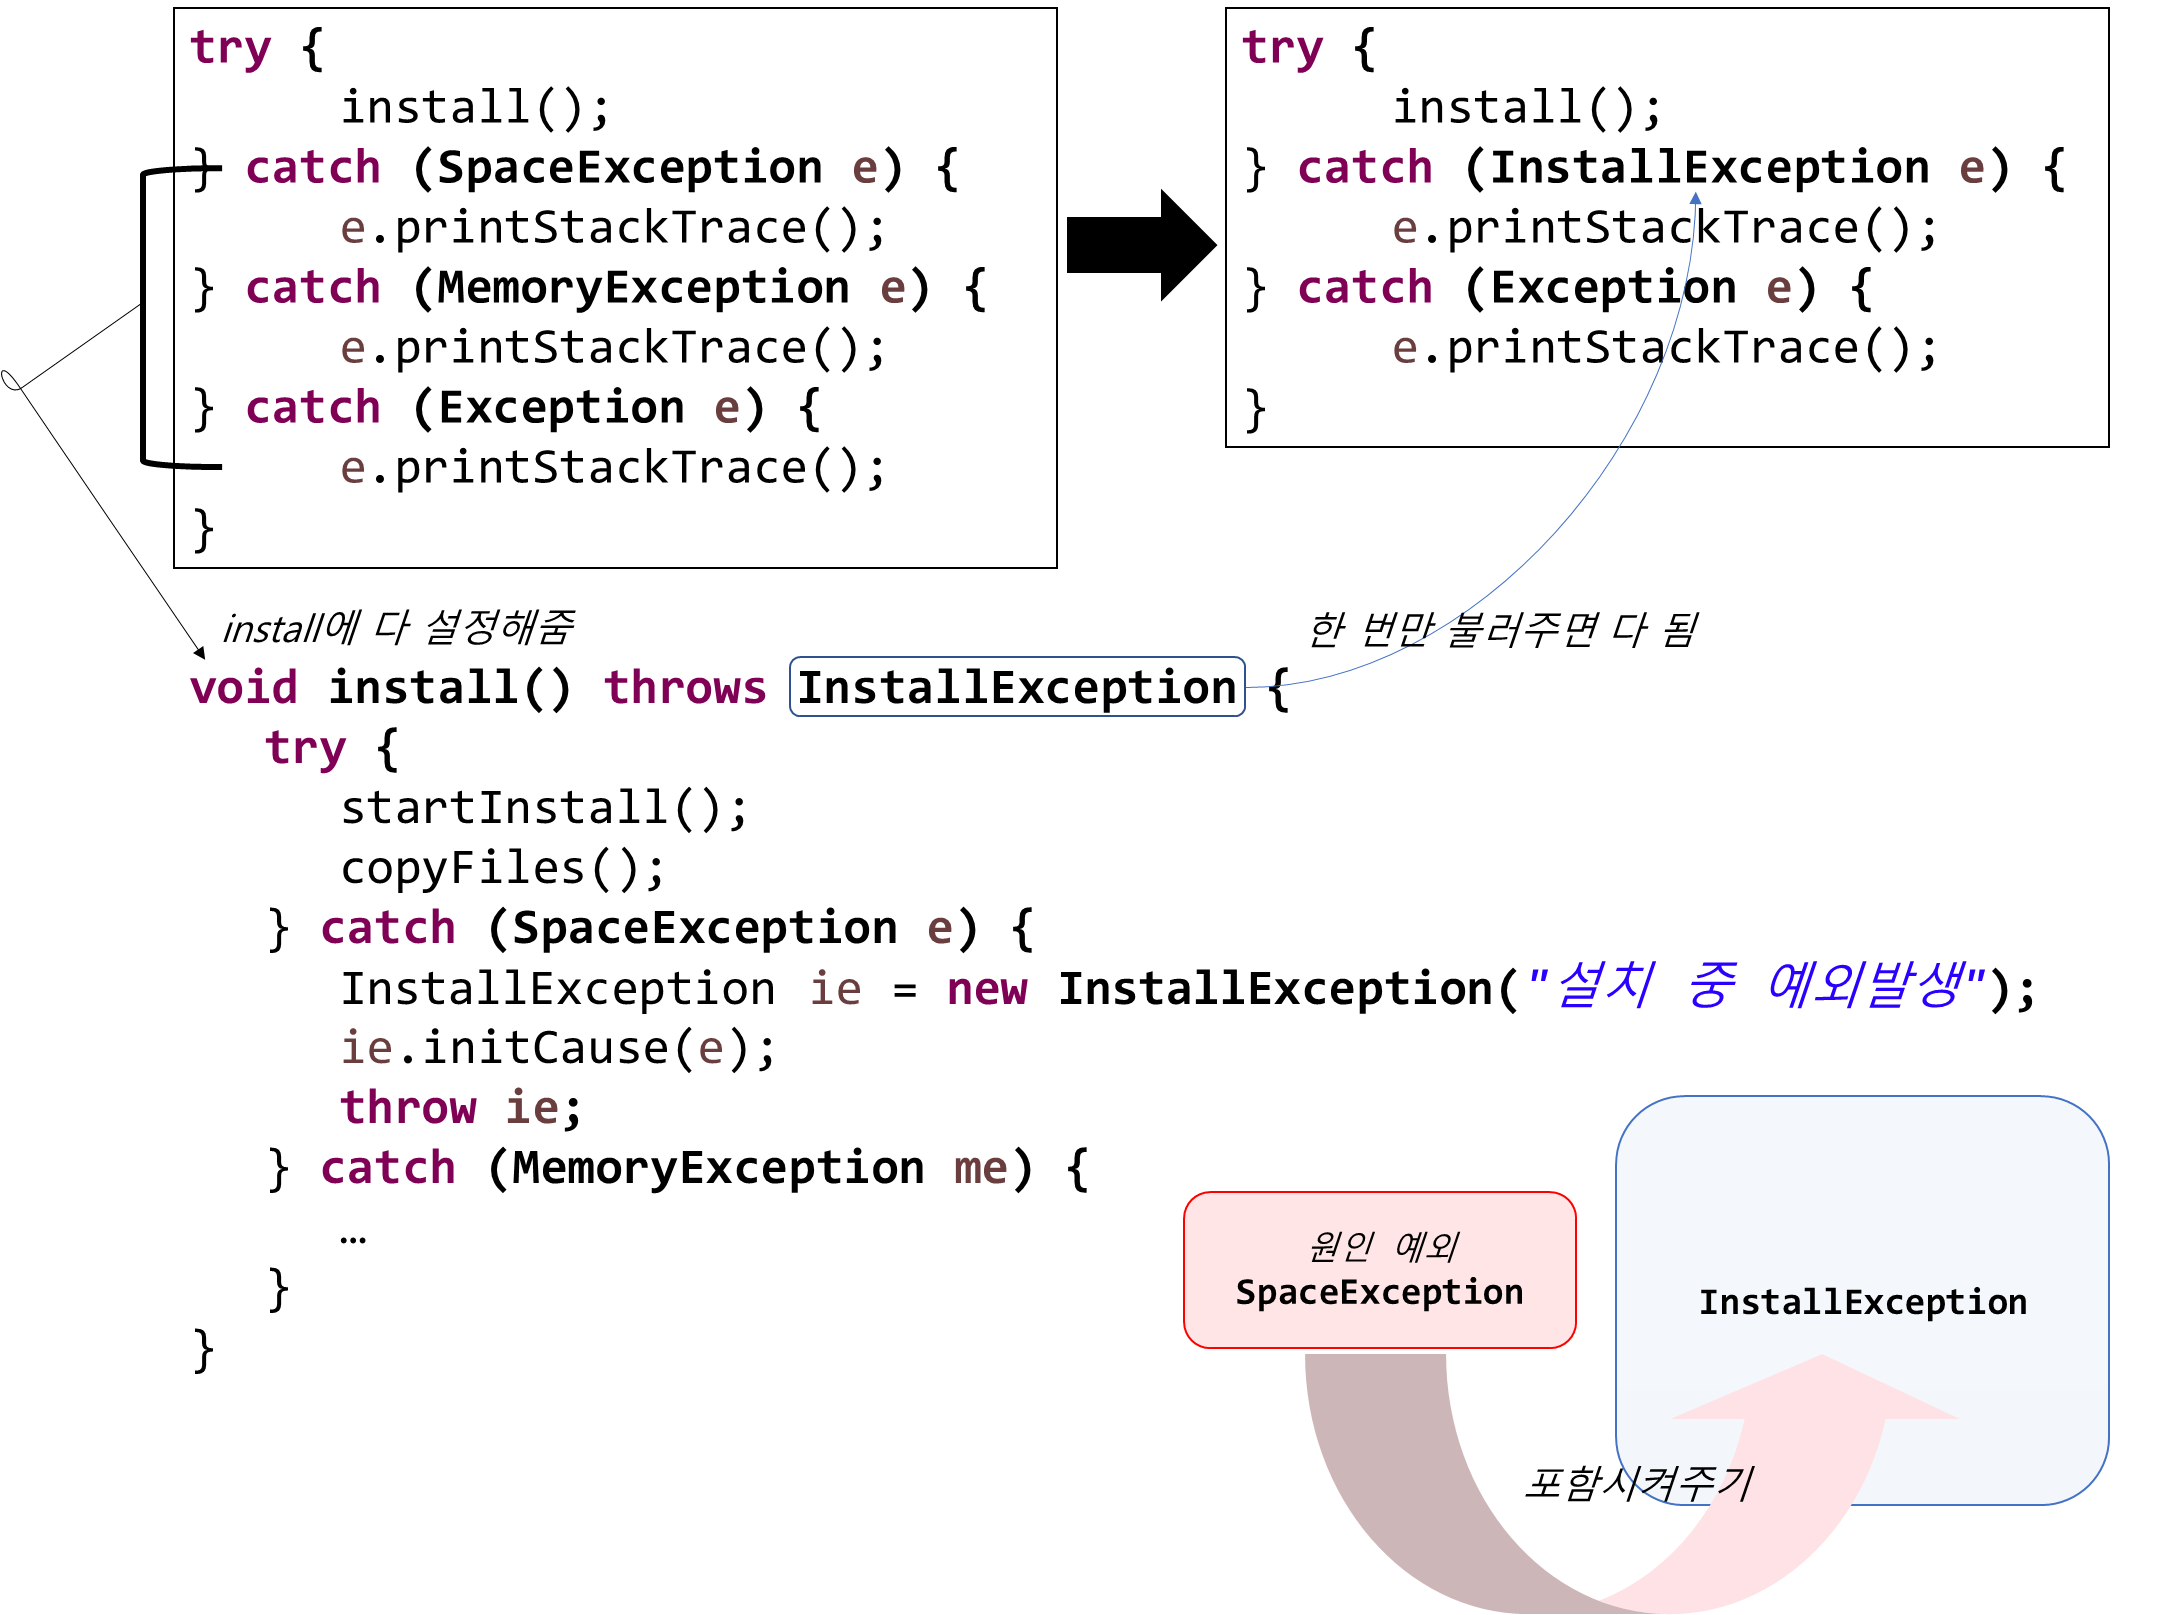 try {
install();
} catch (SpaceException e) {
e.printStackTrace();
} catch (MemoryException e) {
e.printStackTrace();
} catch (Exception e) {
e.printStackTrace();
}
try {
install();
} catch (InstallException e) {
e.printStackTrace();
} catch (Exception e) {
e.printStackTrace();
}
install에 다 설정해줌
한 번만 불러주면 다 됨
void install() throws InstallException {
try {
startInstall();
copyFiles();
} catch (SpaceException e) {
InstallException ie = new InstallException("설치 중 예외발생");
ie.initCause(e);
throw ie;
} catch (MemoryException me) {
…
}
}
원인 예외
SpaceException
InstallException
포함시켜주기